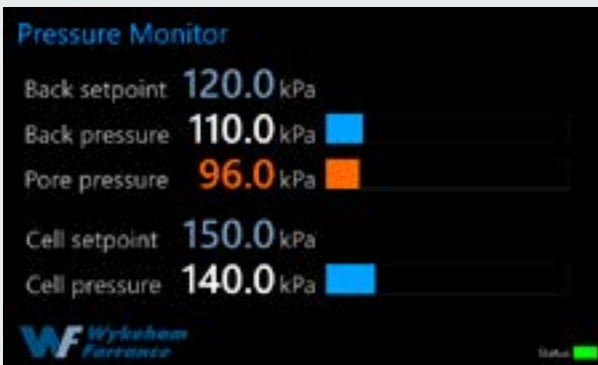 Pressure Monitor
Back setpoint 120.0 kPa
Back pressure 110.0 kPa
Pore pressure 96.0 kPa
Cell setpoint 150.0 kPa
Cell pressure 140.0 kPa
WF Wykeham
Farrance
Status